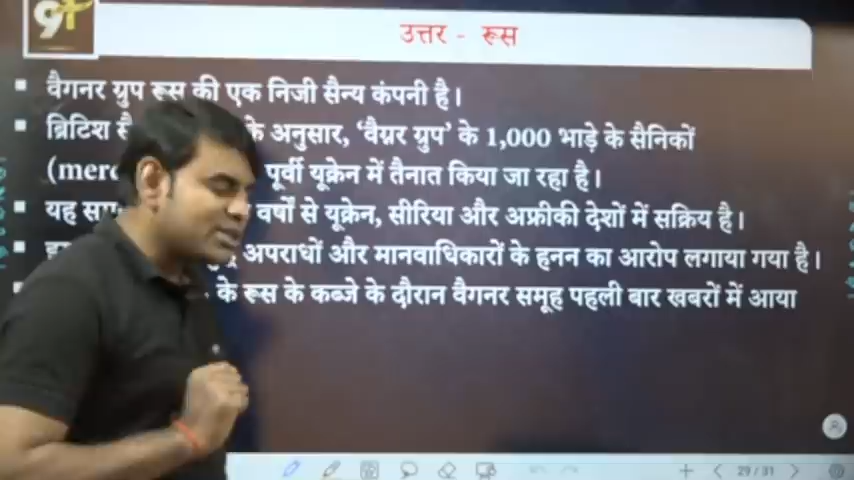 9+
उत्तर - रूस
वैगनर ग्रुप रूस की एक निजी सैन्य कंपनी है।
ब्रिटिश के अनुसार, 'वैग्नर ग्रुप' के 1,000 भाड़े के सैनिकों
(merc पूर्वी यूक्रेन में तैनात किया जा रहा है।
यह वर्षों से यूक्रेन, सीरिया और अफ्रीकी देशों में सक्रिय है।
अपराधों और मानवाधिकारों के हनन का आरोप लगाया गया है।
के रूस के कब्जे के दौरान वैगनर समूह पहली बार खबरों में आया
29 / 31